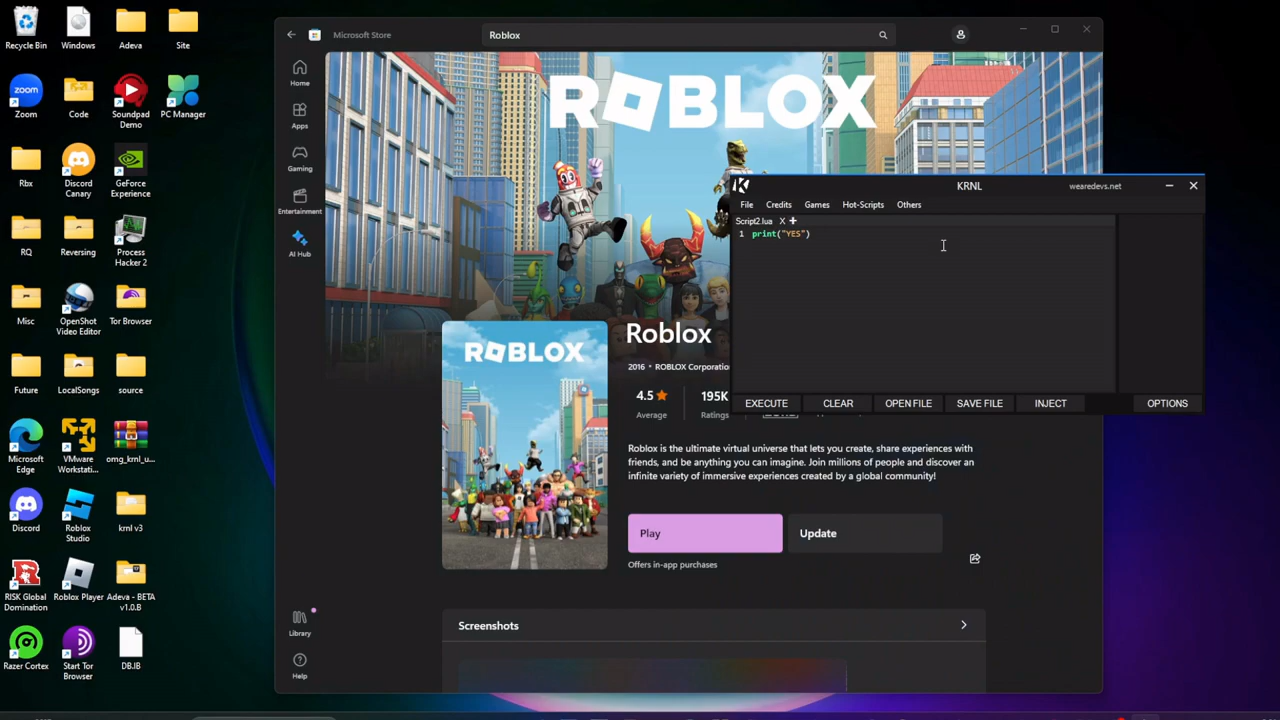 Recycle Bin
Windows
Adeva
Site
Zoom
Code
Soundpad
Demo
PC Manager
Rbx
Discord
Canary
GeForce
Experience
RQ
Reversing
Process
Hacker 2
Misc
OpenShot
Video Editor
Tor Browser
Future
LocalSongs
source
Microsoft
Edge
VMware
Workstati...
omg_krnl_u...
Discord
Roblox
Studio
krnl v3
RISK Global
Domination
Roblox Player
Adeva - BETA
v1.0.B
Razer Cortex
Start Tor
Browser
DB.IB
Microsoft Store
Roblox
Home
Apps
Gaming
Entertainment
AI Hub
Library
Help
ROBLOX
KRNL
wearedevs.net
File
Credits
Games
Hot-Scripts
Others
Script2.lua X +
1 print("YES")
EXECUTE
CLEAR
OPEN FILE
SAVE FILE
INJECT
OPTIONS
ROBLOX
Roblox
2016 • ROBLOX Corporatio
4.5
Average
195K
Ratings
Roblox is the ultimate virtual universe that lets you create, share experiences with
friends, and be anything you can imagine. Join millions of people and discover an
infinite variety of immersive experiences created by a global community!
Play
Update
Offers in-app purchases
Screenshots